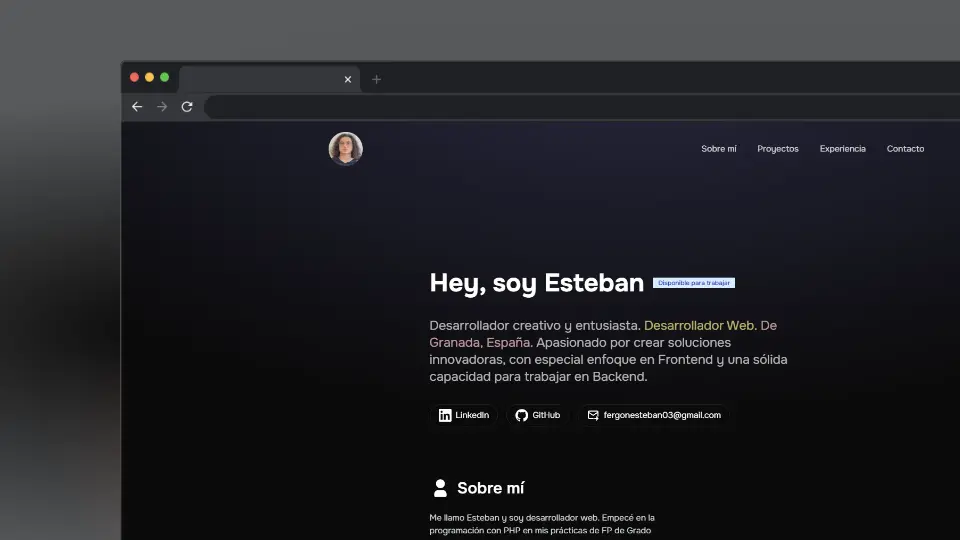 Sobre mí
Proyectos
Experiencia
Contacto
Hey, soy Esteban
Disponible para trabajar
Desarrollador creativo y entusiasta. Desarrollador Web. De
Granada, España. Apasionado por crear soluciones
innovadoras, con especial enfoque en Frontend y una sólida
capacidad para trabajar en Backend.
LinkedIn
GitHub
fergonesteban03@gmail.com
Sobre mí
Me llamo Esteban y soy desarrollador web. Empecé en la
programación con PHP en mis prácticas de FP de Grado